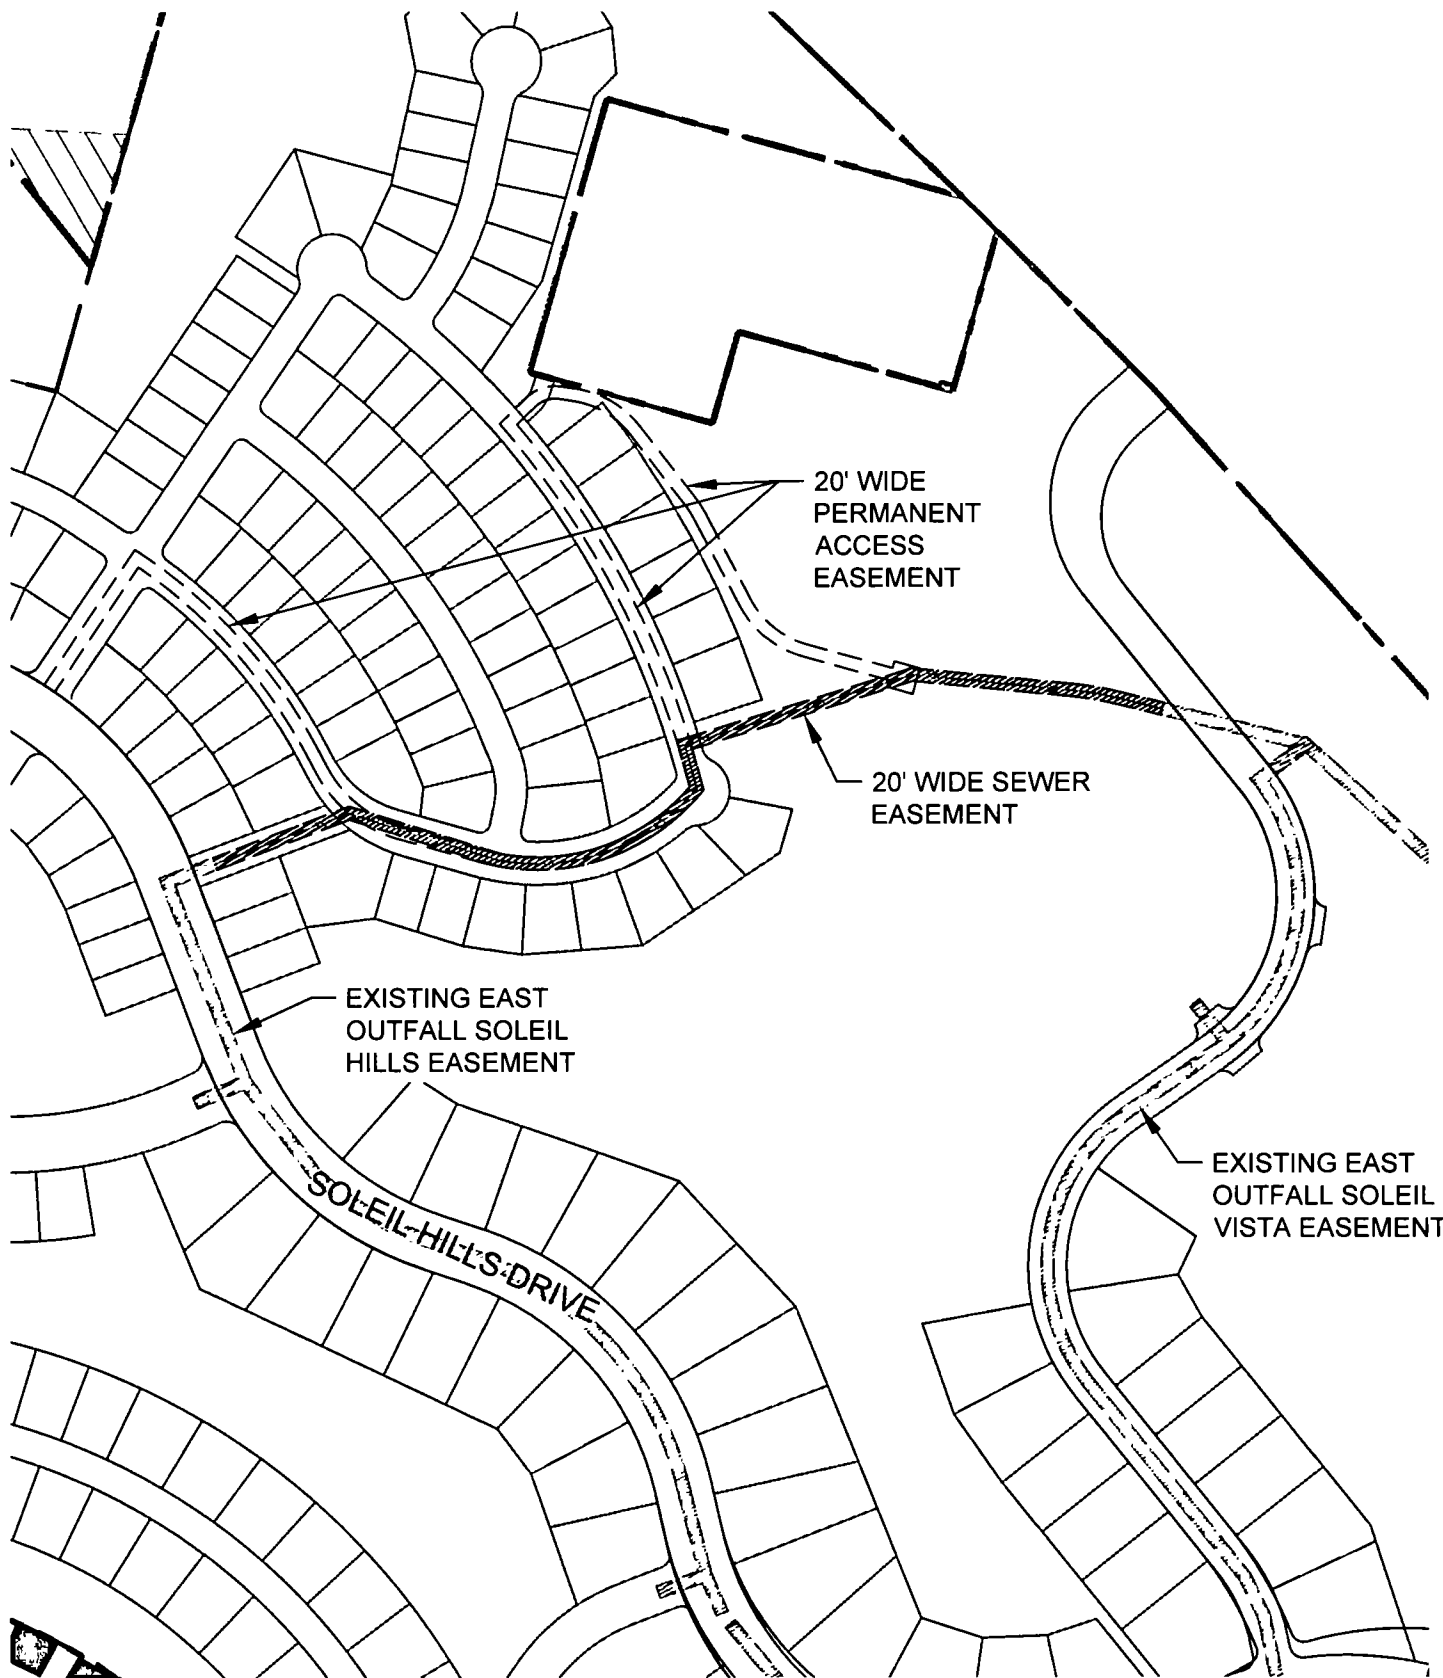 20' WIDE
PERMANENT
ACCESS
EASEMENT
20' WIDE SEWER
EASEMENT
EXISTING EAST
OUTFALL SOLEIL
HILLS EASEMENT
EXISTING EAST
OUTFALL SOLEIL
VISTA EASEMENT
SOLEIL HILLS DRIVE